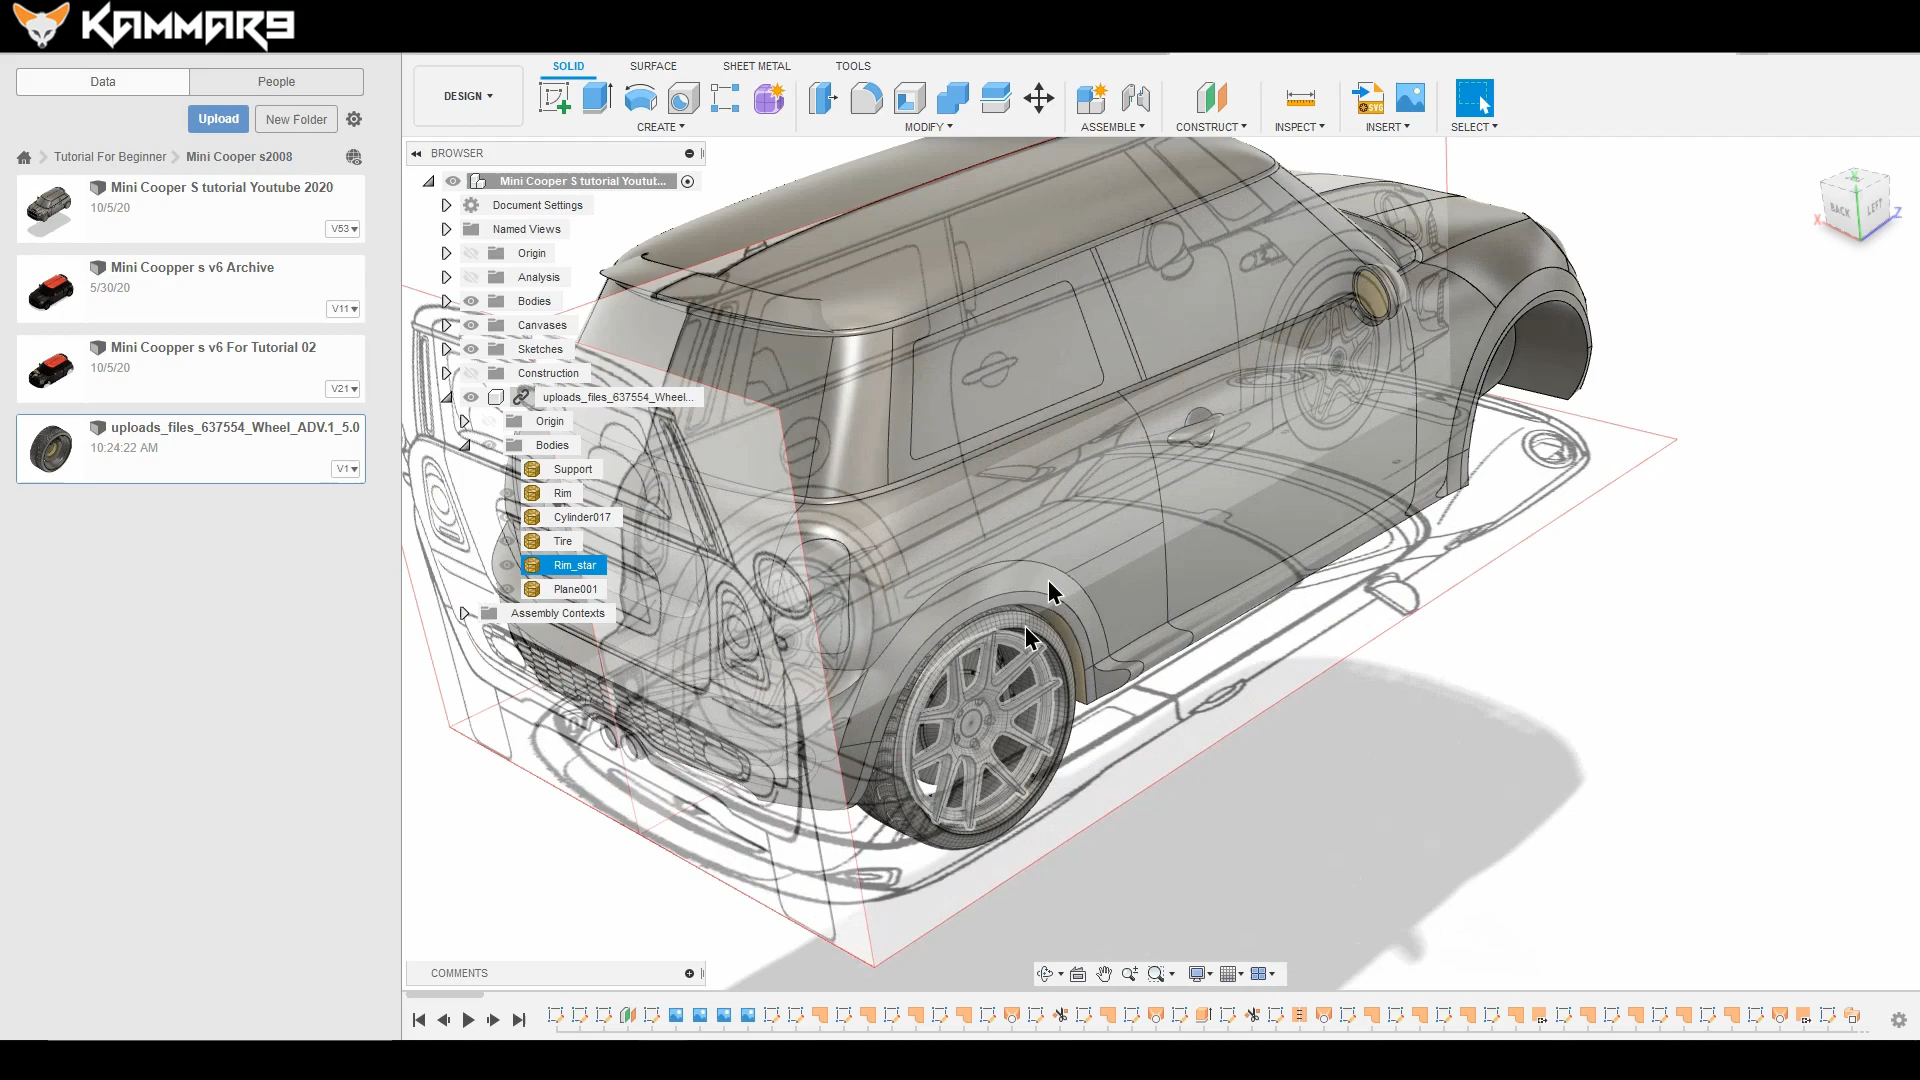 KAMMAR9
Data
People
Upload
New Folder
Tutorial For Beginner
Mini Cooper s2008
Mini Cooper S tutorial Youtube 2020
10/5/20
V53
Mini Coopper s v6 Archive
5/30/20
V11
Mini Coopper s v6 For Tutorial 02
10/5/20
V21
uploads_files_637554_Wheel_ADV.1_5.0
10:24:22 AM
V1
SOLID
SURFACE
SHEET METAL
TOOLS
DESIGN
CREATE
MODIFY
ASSEMBLE
CONSTRUCT
INSPECT
INSERT
SELECT
BROWSER
Mini Cooper S tutorial Youtut...
Document Settings
Named Views
Origin
Analysis
Bodies
Canvases
Sketches
Construction
uploads_files_637554_Wheel...
Origin
Bodies
Support
Rim
Cylinder017
Tire
Rim_star
Plane001
Assembly Contexts
COMMENTS
BACK
LEFT
X
Y
Z